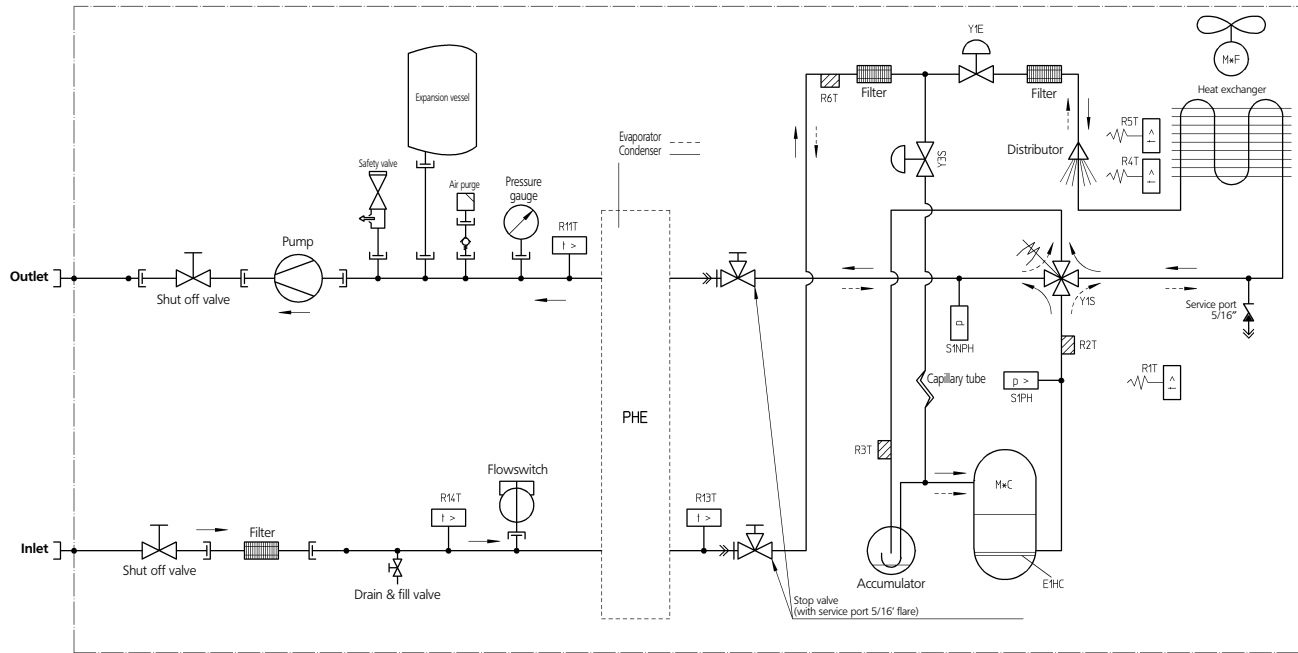 Y1E
M*F
Expansion vessel
R6T
Filter
Filter
Heat exchanger
Evaporator
Condenser
R5T
t >
Distributor
Y3S
R4T
t >
Safety valve
Air purge
Pressure
gauge
R11T
t >
Pump
Outlet
Shut off valve
Y1S
Service port
5/16"
p
S1NPH
R2T
Capillary tube
p >
S1PH
R1T
t >
PHE
R3T
M*C
Flowswitch
R14T
t >
R13T
t >
Filter
Inlet
Shut off valve
Drain & fill valve
Accumulator
E1HC
Stop valve
(with service port 5/16' flare)